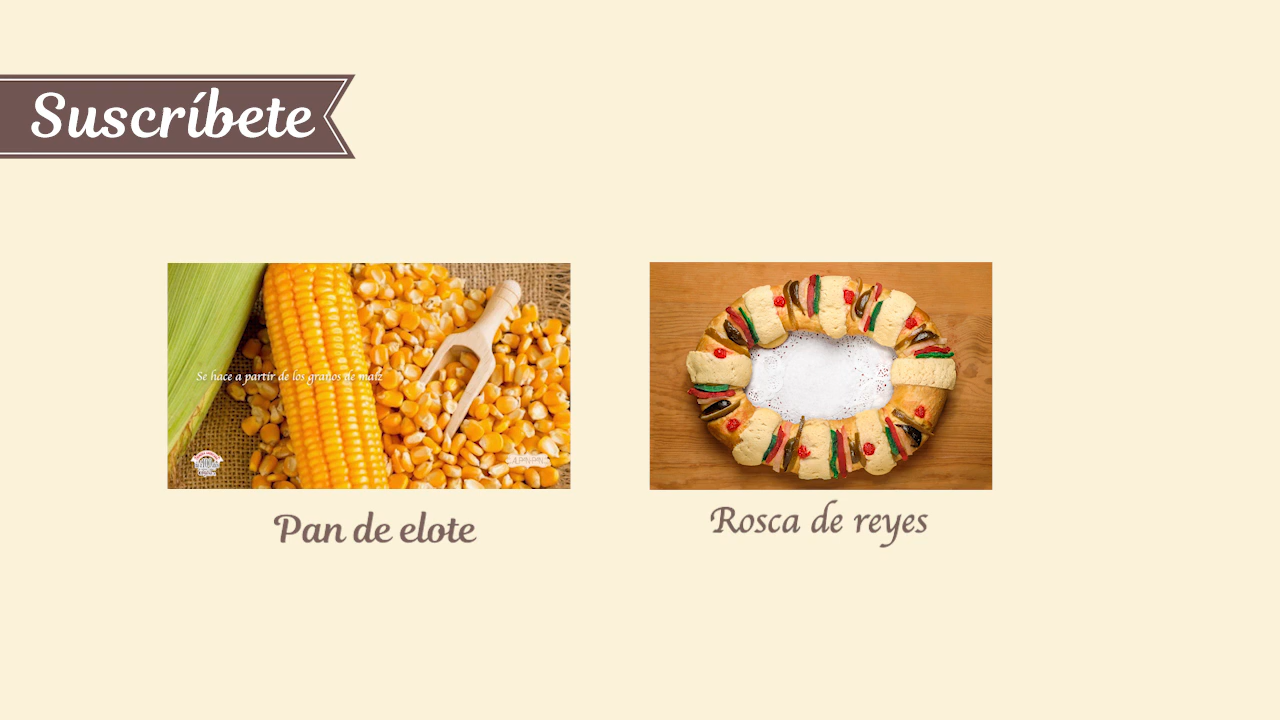 Suscríbete
Se hace a partir de los granos de maíz
Pan de elote
Rosca de reyes